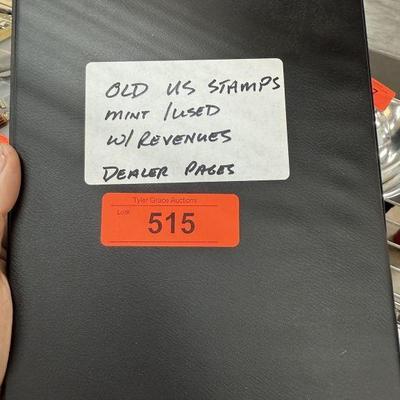 OLD US STAMPS
MINT / USED
W/ REVENUES
DEALER PAGES
Tyler Grace Auctions
Lot#
515